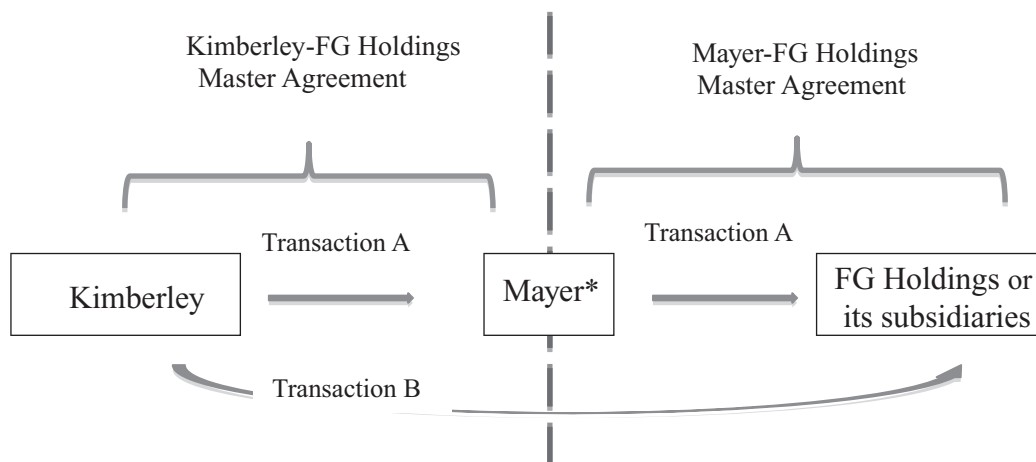 Kimberley-FG Holdings
Master Agreement
Mayer-FG Holdings
Master Agreement
Transaction A
Transaction A
Kimberley
Mayer*
FG Holdings or
its subsidiaries
Transaction B